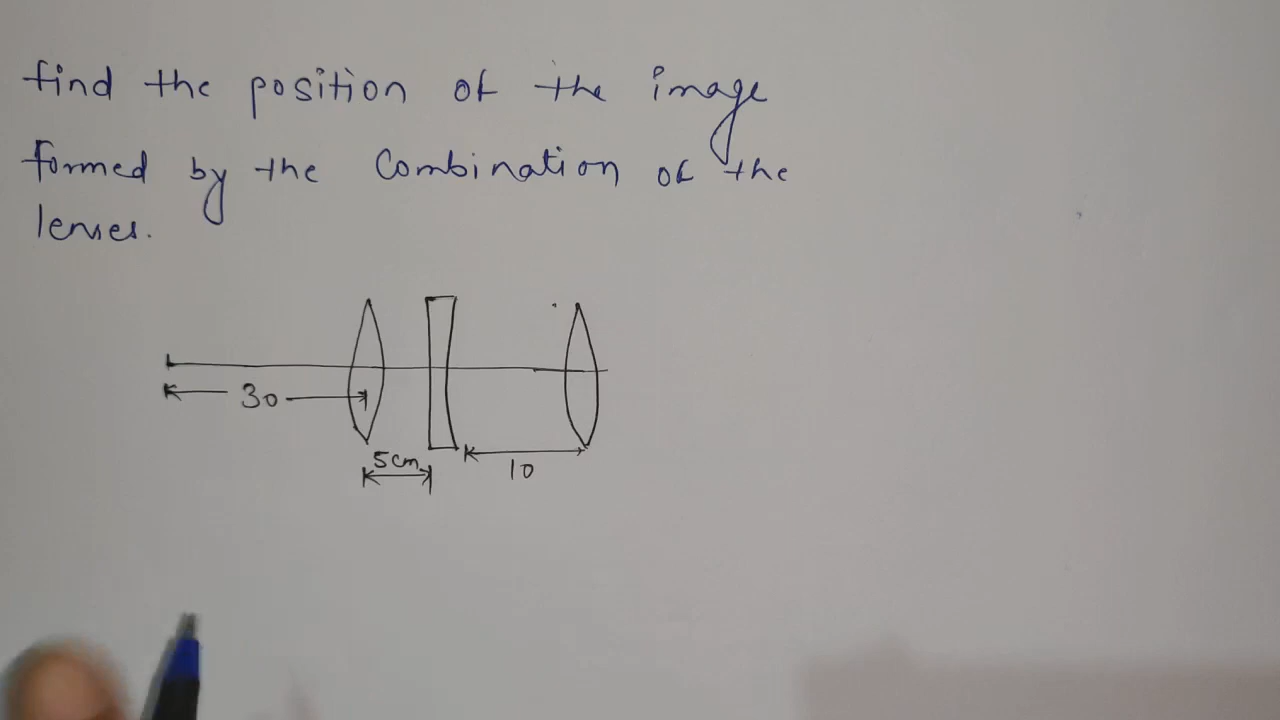 find the position of the image
formed by the Combination of the
lenses.
30
5cm
10